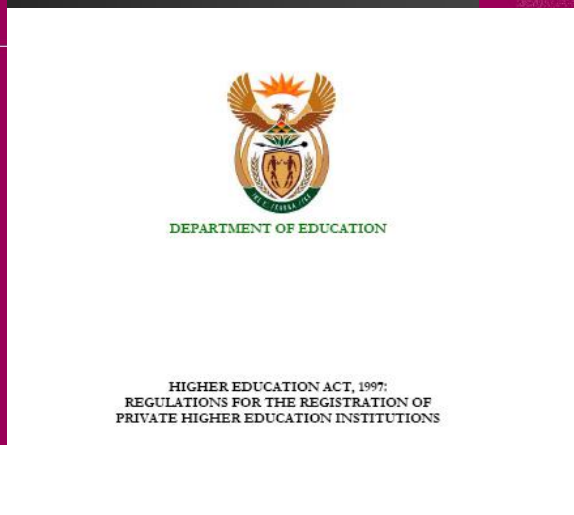 DEPARTMENT OF EDUCATION
HIGHER EDUCATION ACT, 1997:
REGULATIONS FOR THE REGISTRATION OF
PRIVATE HIGHER EDUCATION INSTITUTIONS